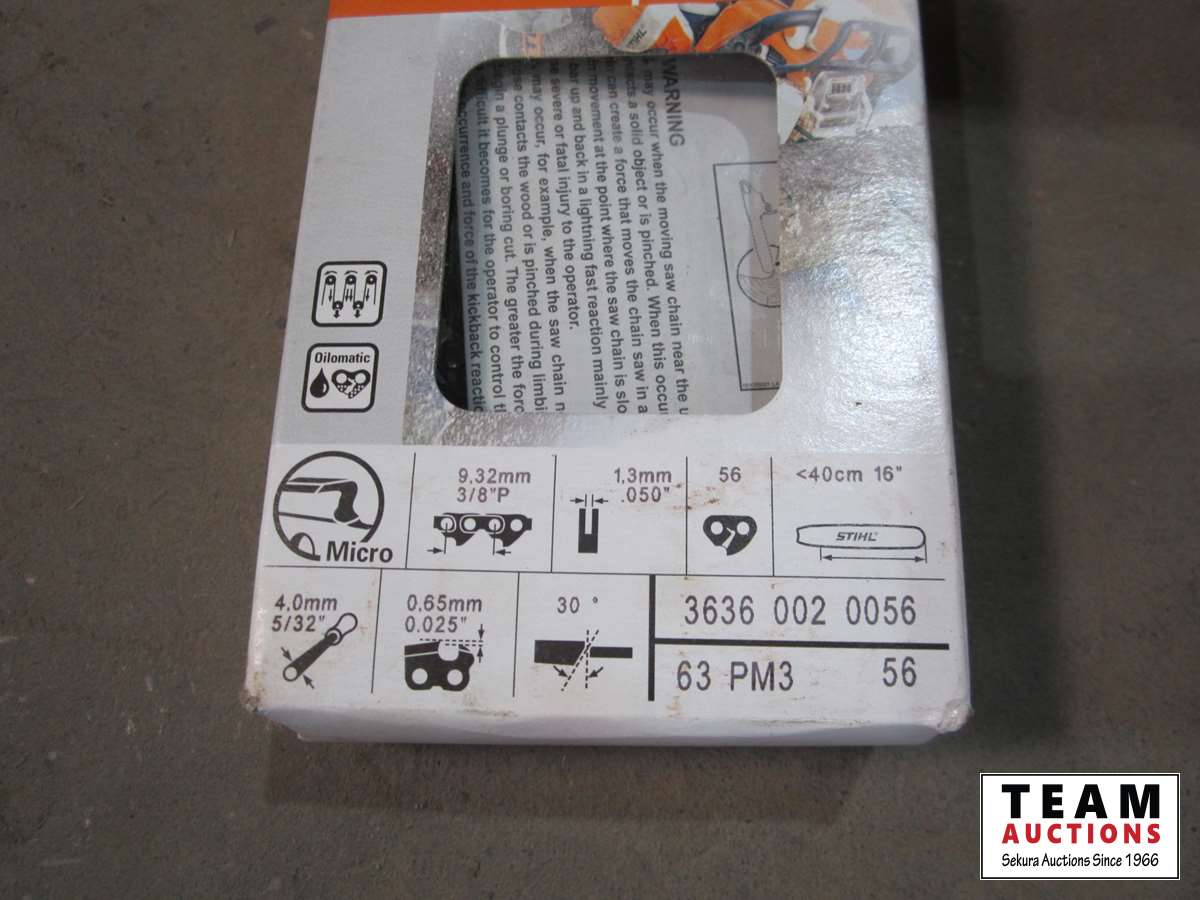 STIHL
WARNING
may occur when the moving saw chain near the
a solid object or is pinched. When this
can create a force that moves the chain saw in a
movement at the point where the saw chain is
bar up and back in a lightning fast reaction mainly
severe or fatal injury to the operator.
may occur, for example, when the saw chain
contacts the wood or is pinched during
a plunge or boring cut. The greater the
it becomes for the operator to control
occurrence and force of the kickback
Oilomatic
Micro
9.32mm
3/8"P
1,3mm
.050"
56
<40cm 16"
STIHL
4.0mm
5/32"
0.65mm
0.025"
30 °
3636 002 0056
63 PM3 56
TEAM
AUCTIONS
Sekura Auctions Since 1966